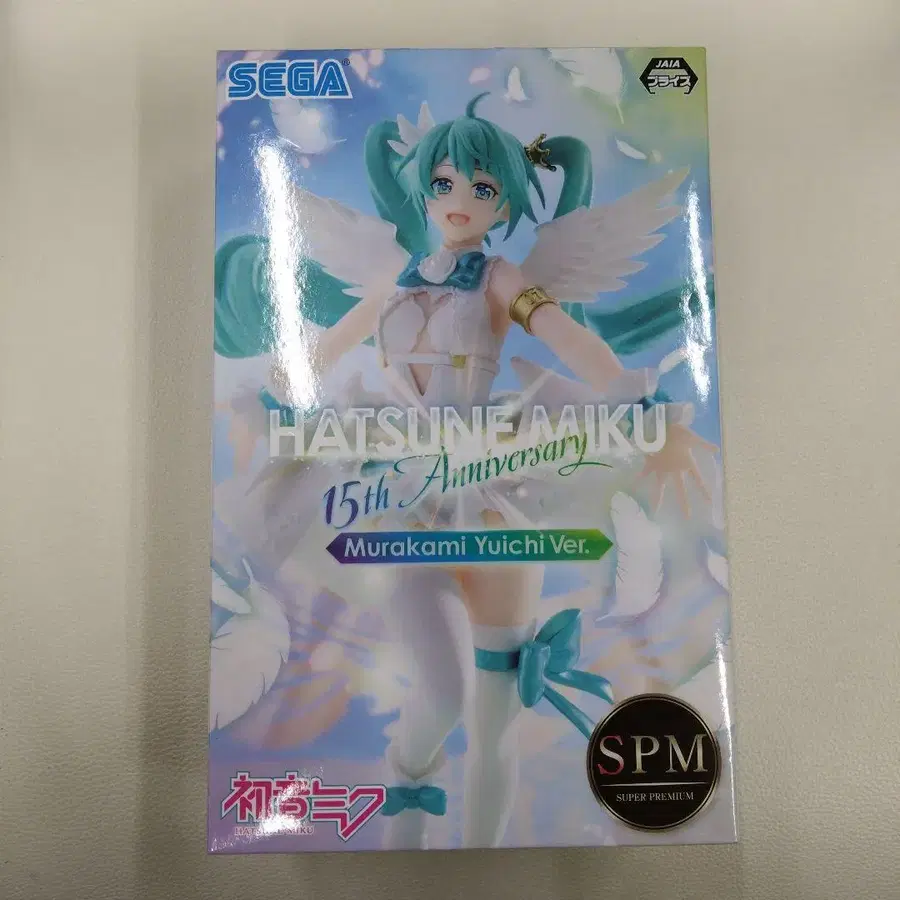 SEGA®
JAIA
プライズ
HATSUNE MIKU
15th Anniversary
Murakami Yuichi Ver.
SPM
SUPER PREMIUM
初音ミク
HATSUNE MIKU